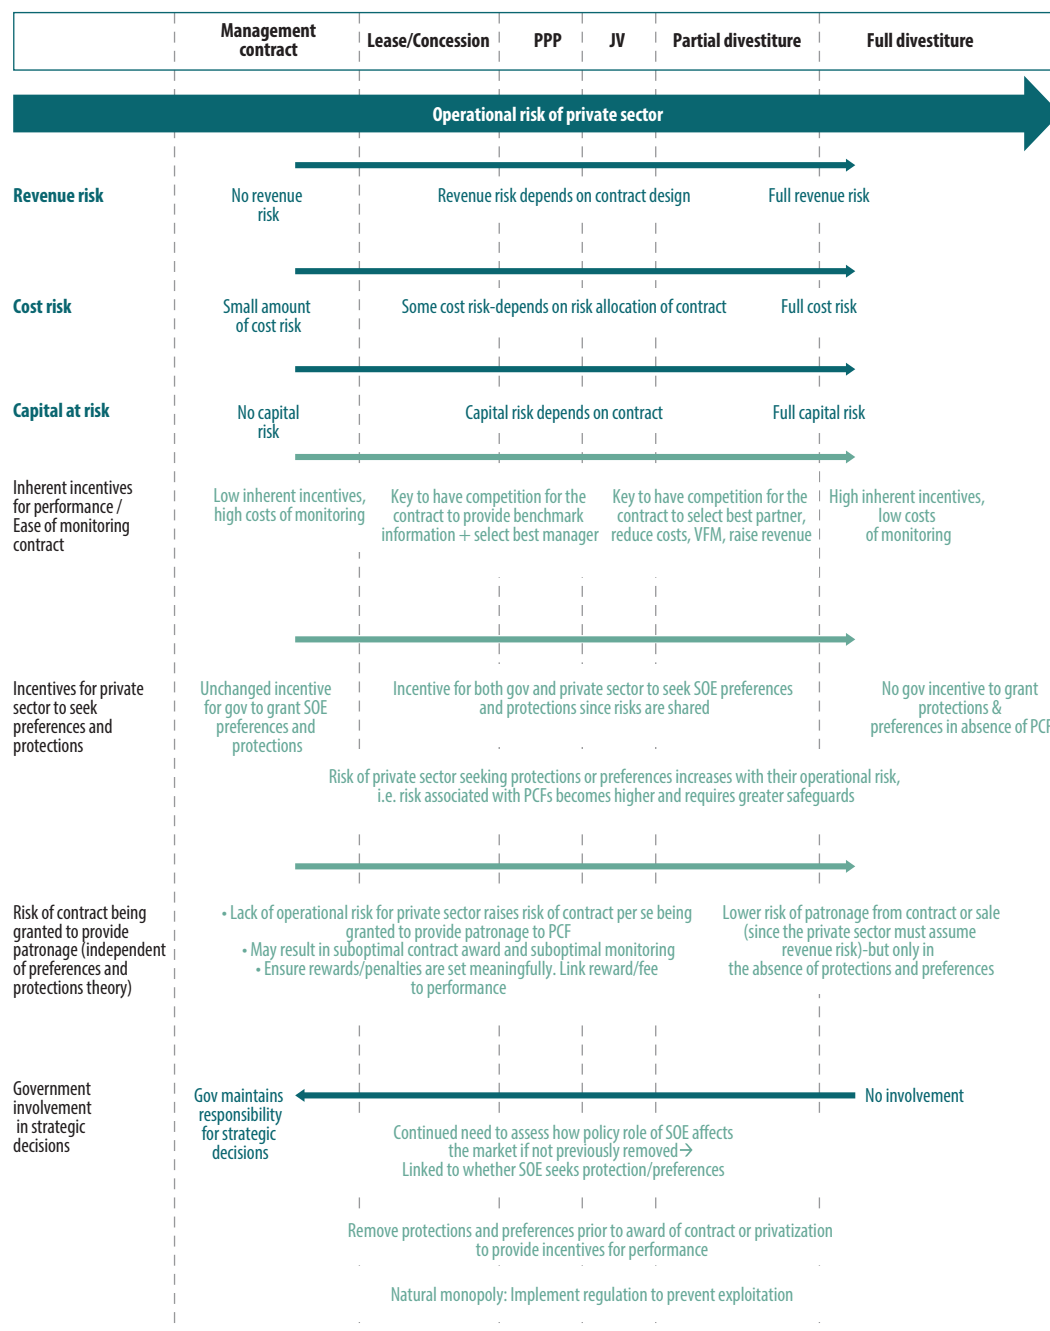 Management
contract
Lease/Concession
PPP
JV
Partial divestiture
Full divestiture
Operational risk of private sector
Revenue risk
No revenue
risk
Revenue risk depends on contract design
Full revenue risk
Cost risk
Small amount
of cost risk
Some cost risk-depends on risk allocation of contract
Full cost risk
Capital at risk
No capital
risk
Capital risk depends on contract
Full capital risk
Inherent incentives
for performance /
Ease of monitoring
contract
Low inherent incentives,
high costs of monitoring
Key to have competition for the
contract to provide benchmark
information + select best manager
Key to have competition for the
contract to select best partner,
reduce costs, VFM, raise revenue
High inherent incentives,
low costs
of monitoring
Incentives for private
sector to seek
preferences and
protections
Unchanged incentive
for gov to grant SOE
preferences and
protections
Incentive for both gov and private sector to seek SOE preferences
and protections since risks are shared
No gov incentive to grant
protections &
preferences in absence of PCF
Risk of private sector seeking protections or preferences increases with their operational risk,
i.e. risk associated with PCFs becomes higher and requires greater safeguards
Risk of contract being
granted to provide
patronage (independent
of preferences and
protections theory)
• Lack of operational risk for private sector raises risk of contract per se being
granted to provide patronage to PCF
• May result in suboptimal contract award and suboptimal monitoring
• Ensure rewards/penalties are set meaningfully. Link reward/fee
to performance
Lower risk of patronage from contract or sale
(since the private sector must assume
revenue risk)-but only in
the absence of protections and preferences
Government
involvement
in strategic
decisions
Gov maintains
responsibility
for strategic
decisions
No involvement
Continued need to assess how policy role of SOE affects
the market if not previously removed→
Linked to whether SOE seeks protection/preferences
Remove protections and preferences prior to award of contract or privatization
to provide incentives for performance
Natural monopoly: Implement regulation to prevent exploitation